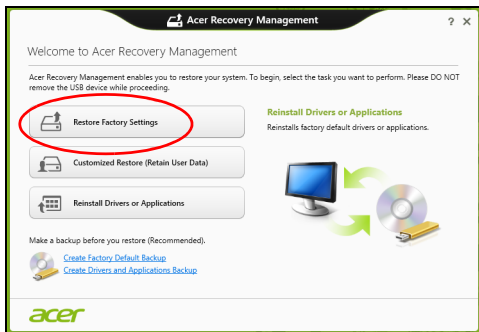 Acer Recovery Management
? X
Welcome to Acer Recovery Management
Acer Recovery Management enables you to restore your system. To begin, select the task you want to perform. Please DO NOT
remove the USB device while proceeding.
Restore Factory Settings
Reinstall Drivers or Applications
Reinstalls factory default drivers or applications.
Customized Restore (Retain User Data)
Reinstall Drivers or Applications
Make a backup before you restore (Recommended).
Create Factory Default Backup
Create Drivers and Applications Backup
acer